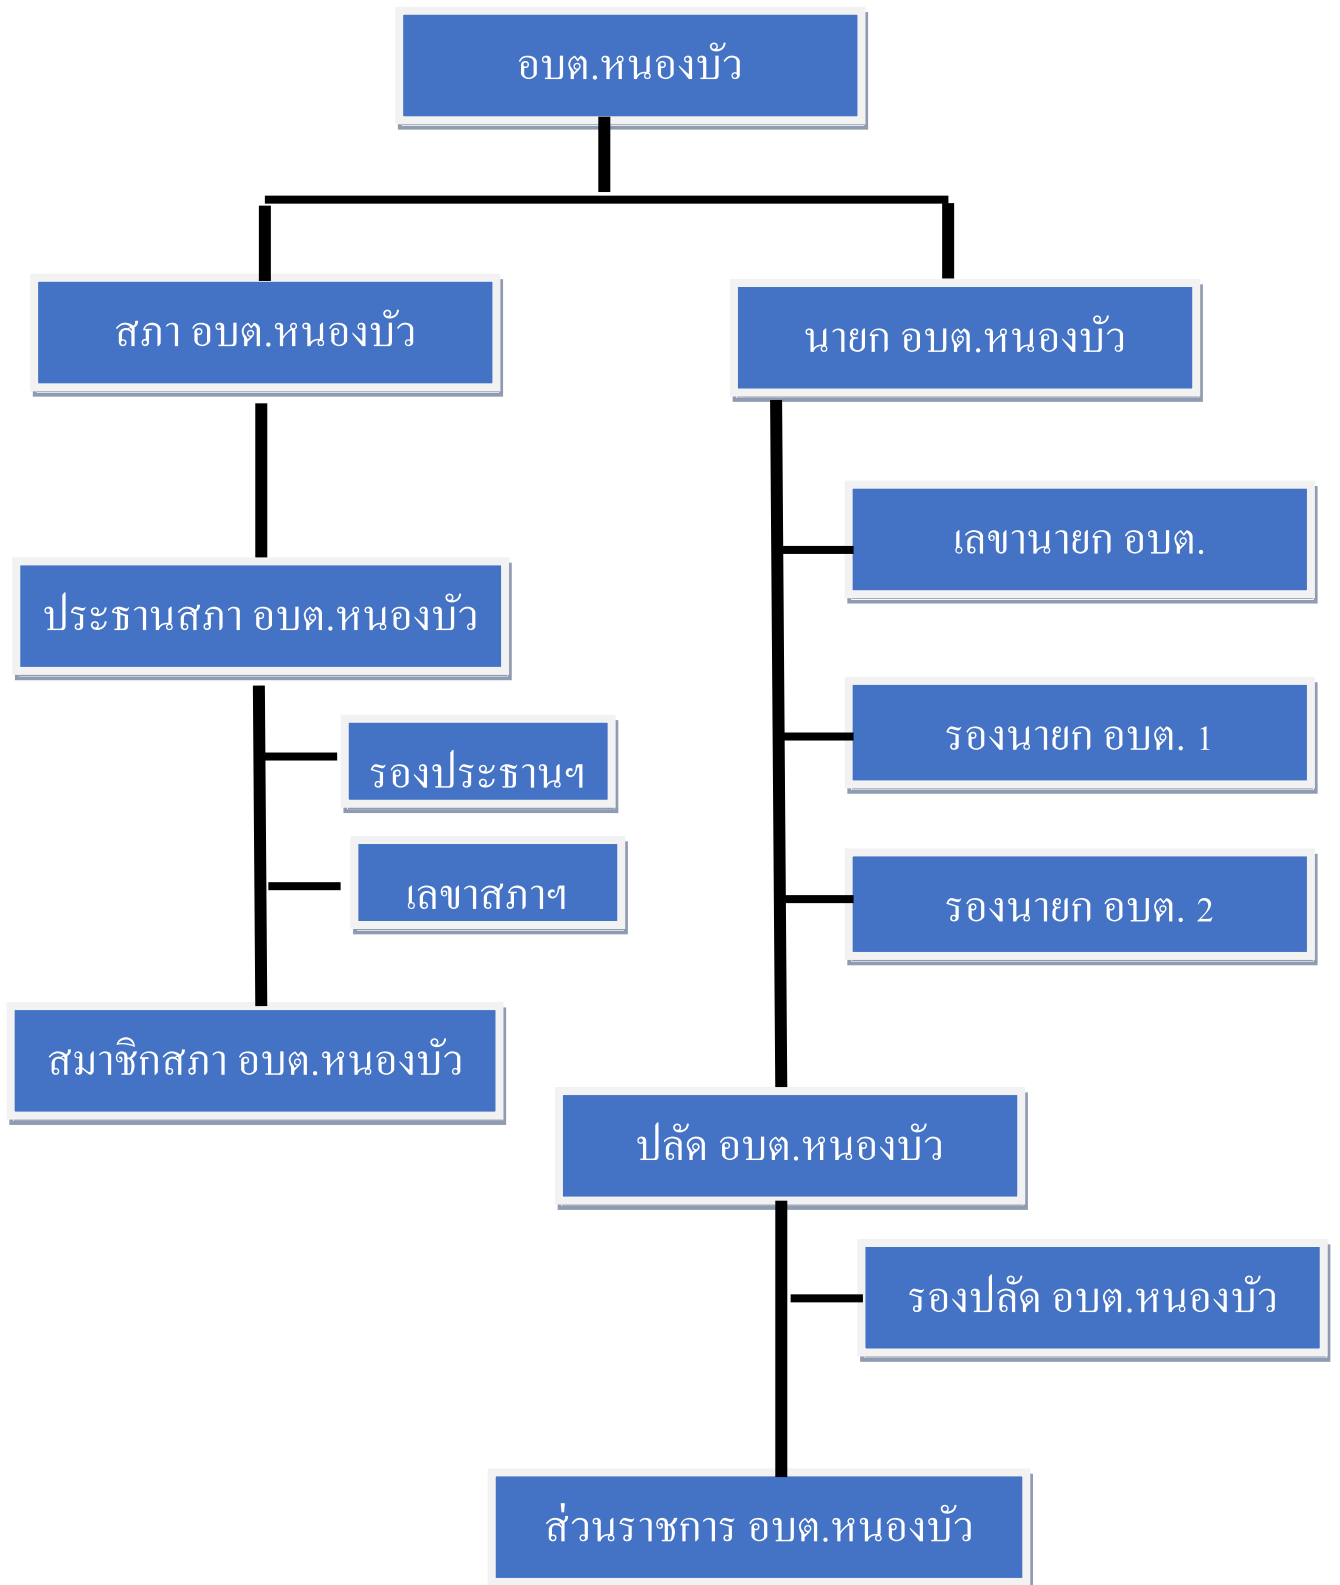 อบต.หนองบัว
สภา อบต.หนองบัว
นายก อบต.หนองบัว
เลขานายก อบต.
ประธานสภา อบต.หนองบัว
รองนายก อบต. 1
รองประธานฯ
เลขาสภาฯ
รองนายก อบต. 2
สมาชิกสภา อบต.หนองบัว
ปลัด อบต.หนองบัว
รองปลัด อบต.หนองบัว
ส่วนราชการ อบต.หนองบัว